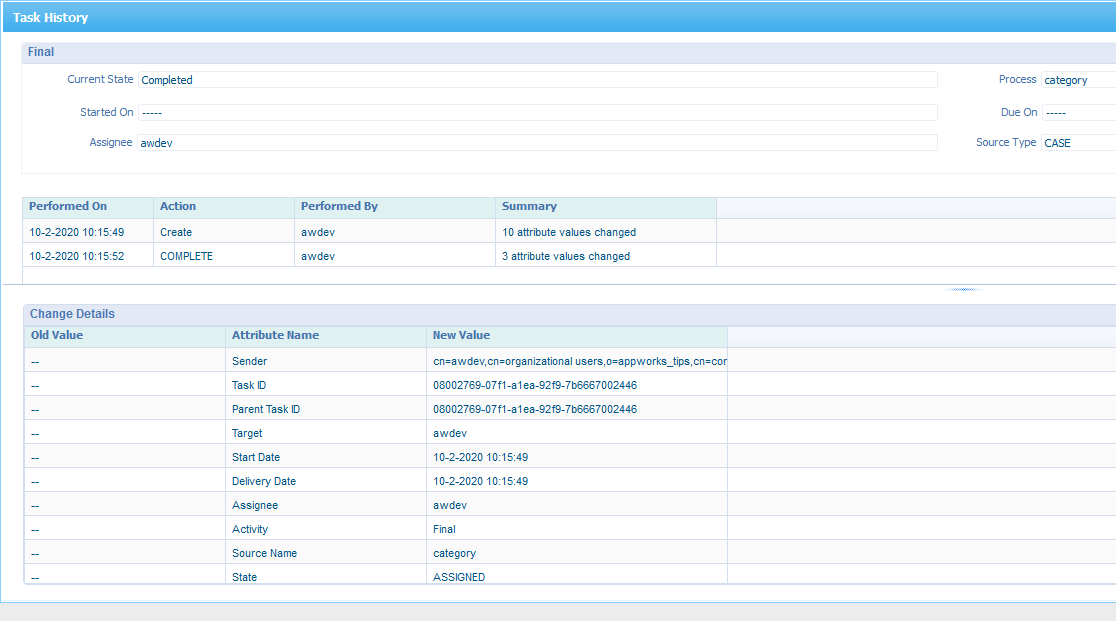 Task History
Final
Current State Completed Process category
Started On ----- Due On -----
Assignee awdev Source Type CASE
Performed On Action Performed By Summary
10-2-2020 10:15:49 Create awdev 10 attribute values changed
10-2-2020 10:15:52 COMPLETE awdev 3 attribute values changed
Change Details
Old Value Attribute Name New Value
-- Sender cn=awdev,cn=organizational users,o=appworks_tips,cn=cor
-- Task ID 08002769-07f1-a1ea-92f9-7b6667002446
-- Parent Task ID 08002769-07f1-a1ea-92f9-7b6667002446
-- Target awdev
-- Start Date 10-2-2020 10:15:49
-- Delivery Date 10-2-2020 10:15:49
-- Assignee awdev
-- Activity Final
-- Source Name category
-- State ASSIGNED